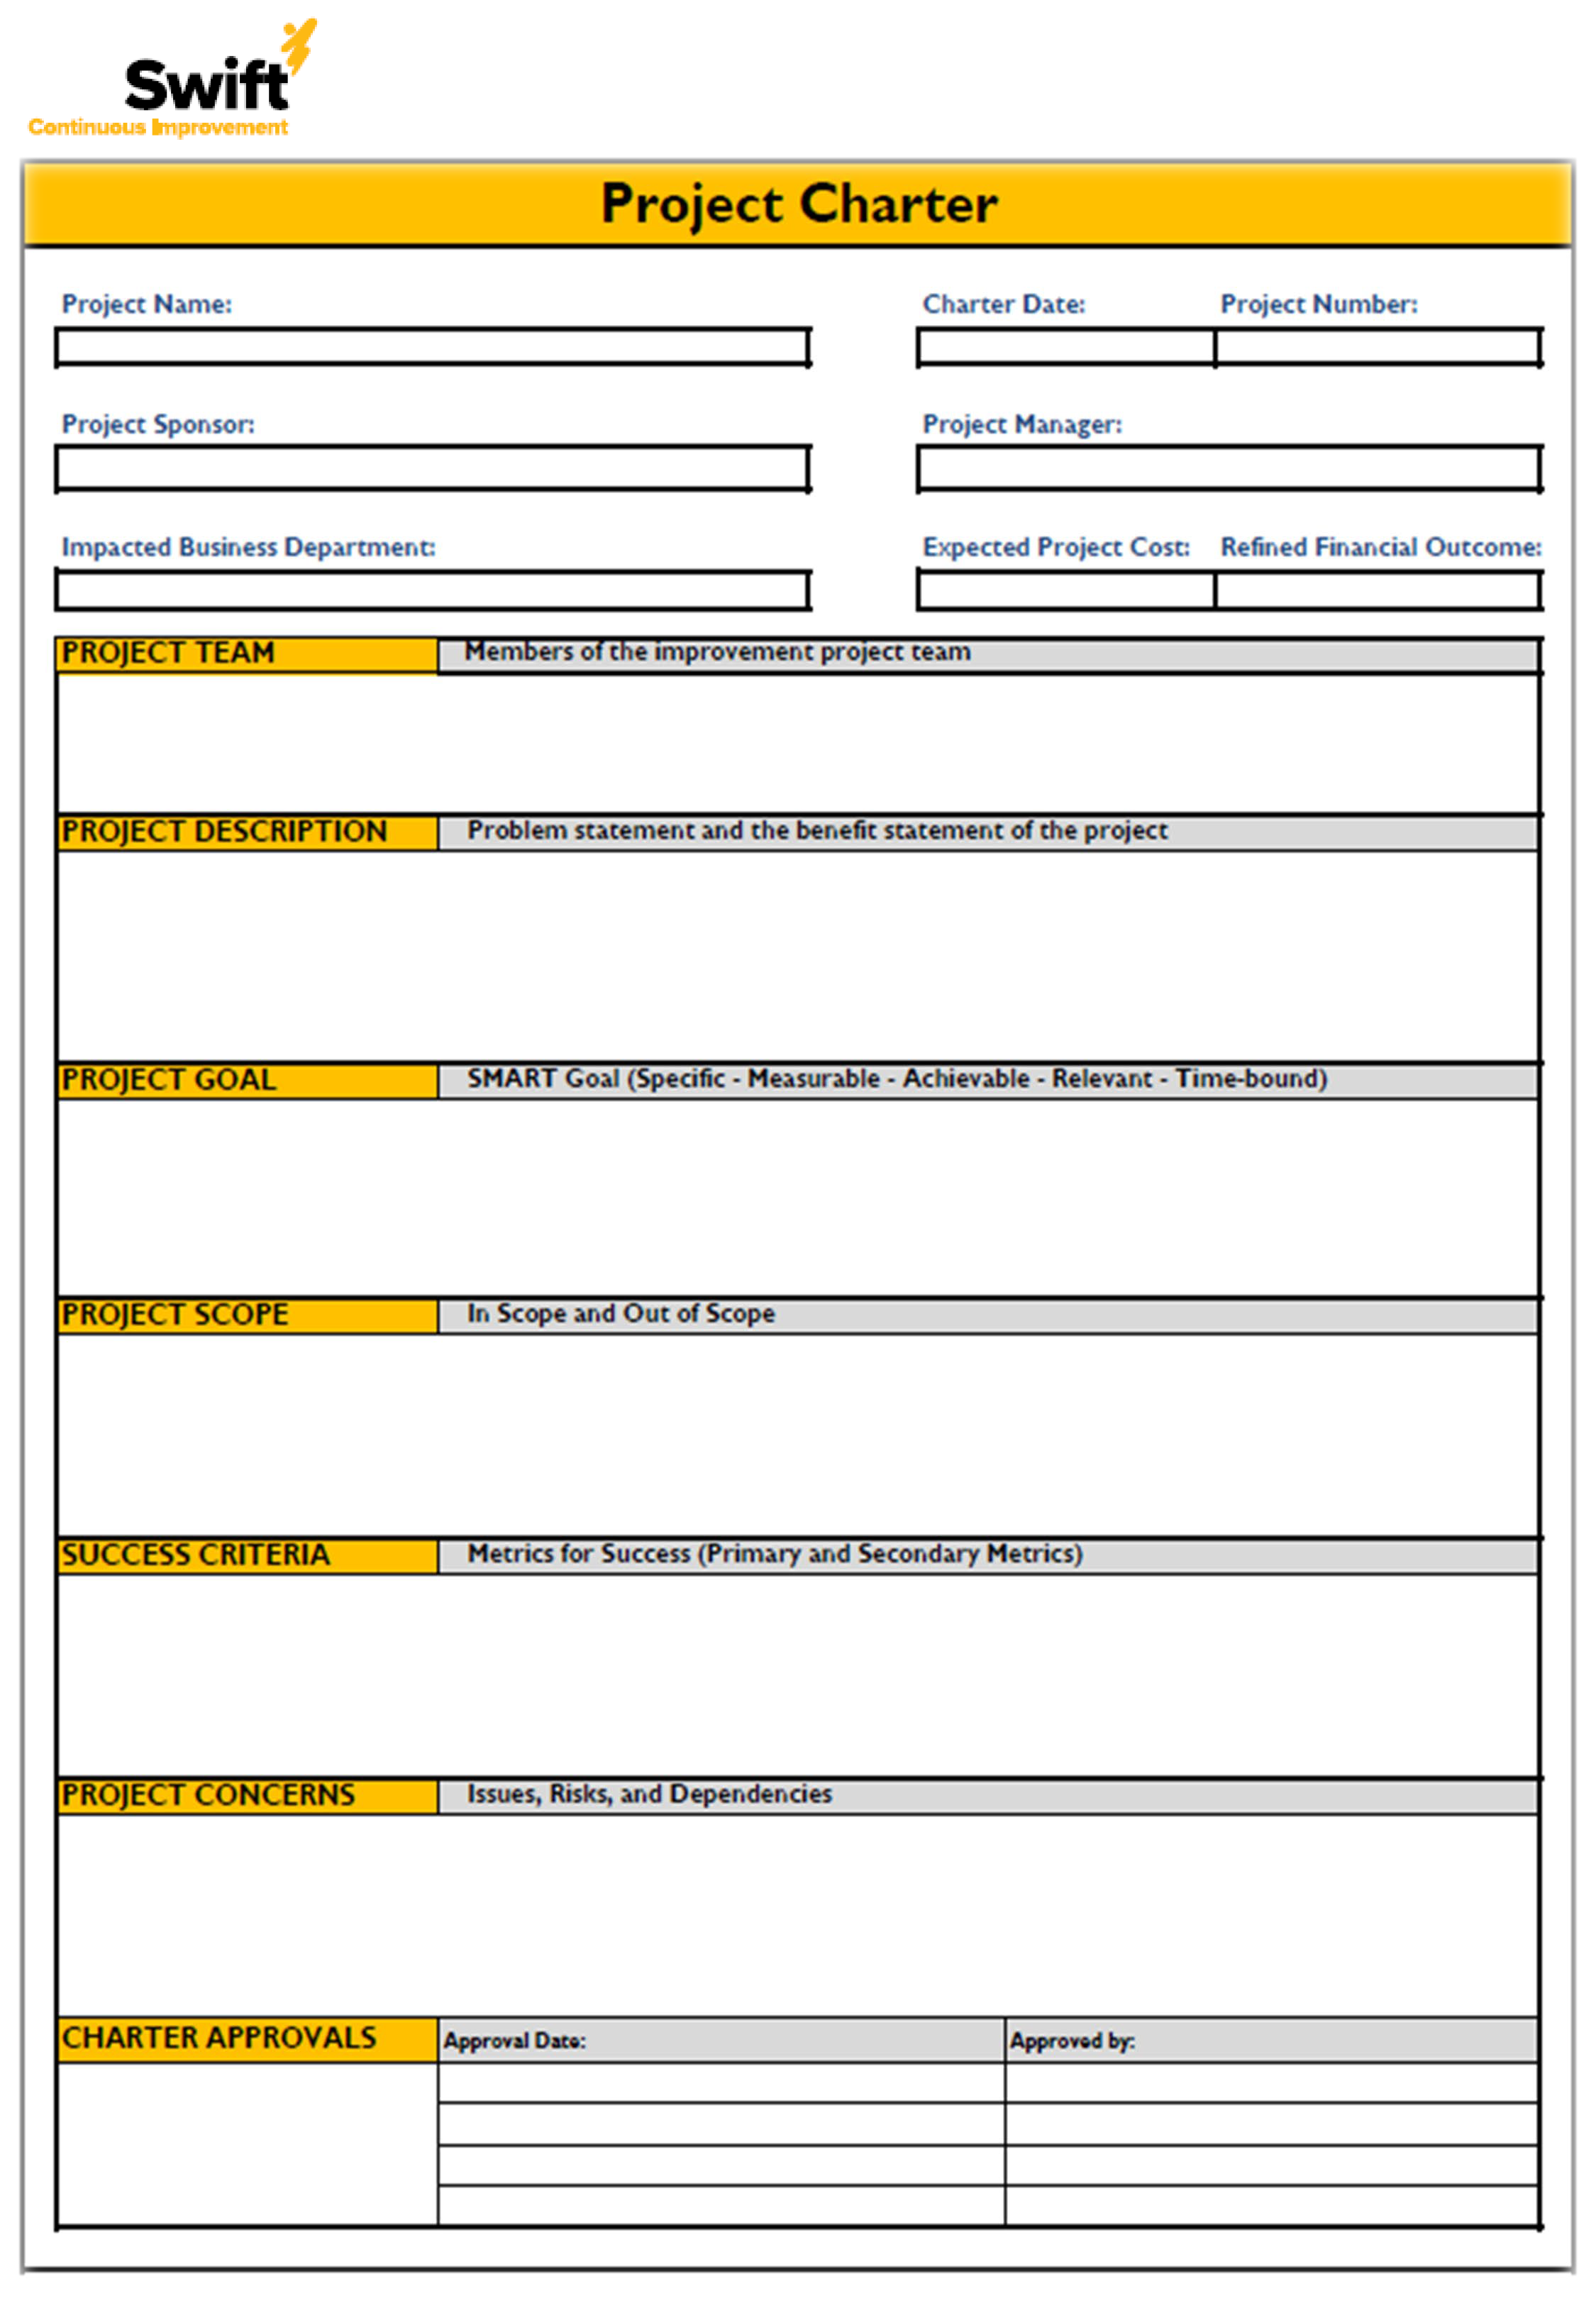 Swift
Continuous Improvement
Project Charter
Project Name:
Charter Date: Project Number:
Project Sponsor:
Project Manager:
Impacted Business Department:
Expected Project Cost: Refined Financial Outcome:
PROJECT TEAM Members of the improvement project team
PROJECT DESCRIPTION Problem statement and the benefit statement of the project
PROJECT GOAL SMART Goal (Specific - Measurable - Achievable - Relevant - Time-bound)
PROJECT SCOPE In Scope and Out of Scope
SUCCESS CRITERIA Metrics for Success (Primary and Secondary Metrics)
PROJECT CONCERNS Issues, Risks, and Dependencies
CHARTER APPROVALS Approval Date: Approved by: